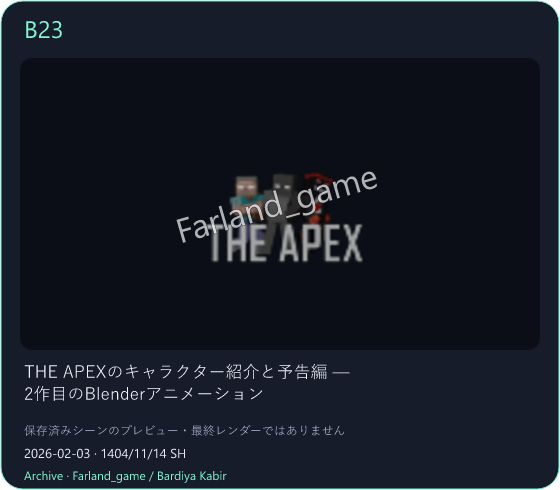 B23
Farland_game
THE APEX
THE APEXのキャラクター紹介と予告編 —
2作目のBlenderアニメーション
保存済みシーンのプレビュー・最終レンダーではありません
2026-02-03 · 1404/11/14 SH
Archive · Farland_game / Bardiya Kabir